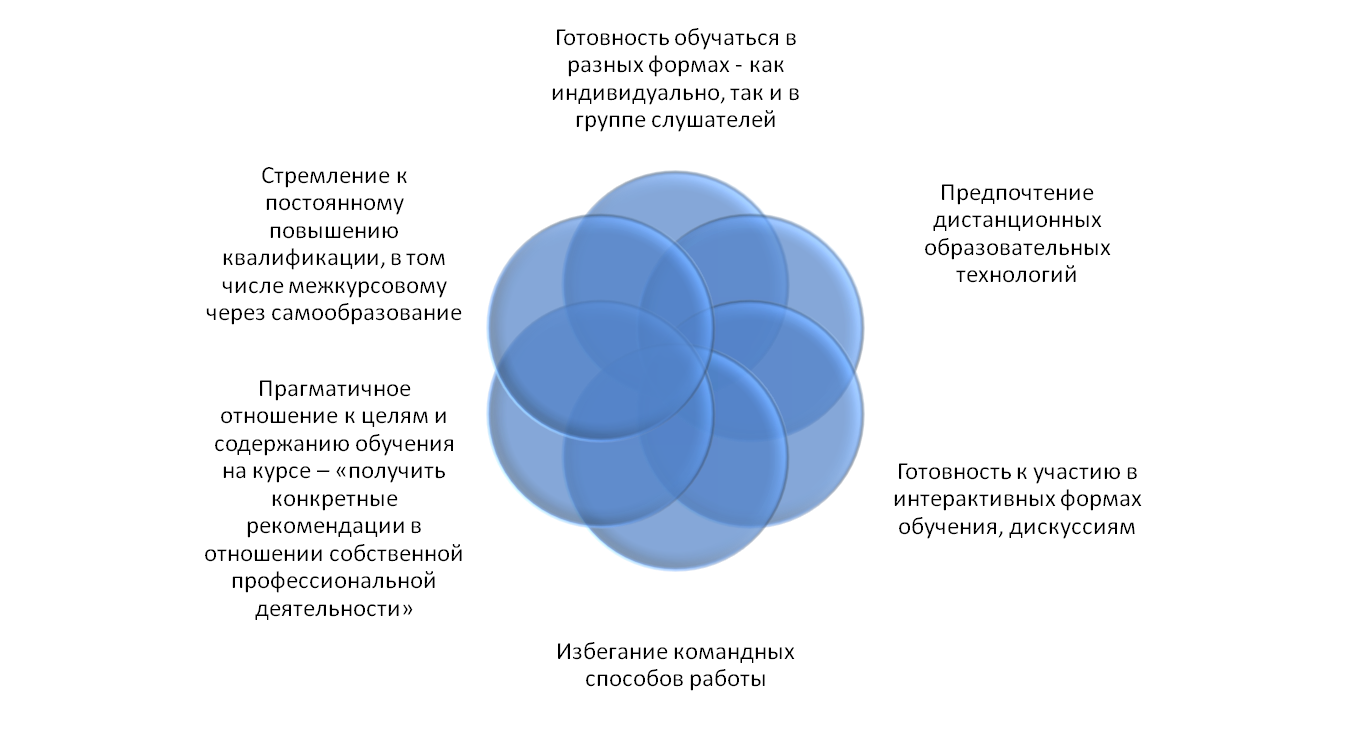 Готовность обучаться в
разных формах - как
индивидуально, так и в
группе слушателей
Предпочтение
дистанционных
образовательных
технологий
Готовность к участию в
интерактивных формах
обучения, дискуссиям
Избегание командных
способов работы
Прагматичное
отношение к целям и
содержанию обучения
на курсе – «получить
конкретные
рекомендации в
отношении собственной
профессиональной
деятельности»
Стремление к
постоянному
повышению
квалификации, в том
числе межкурсовому
через самообразование